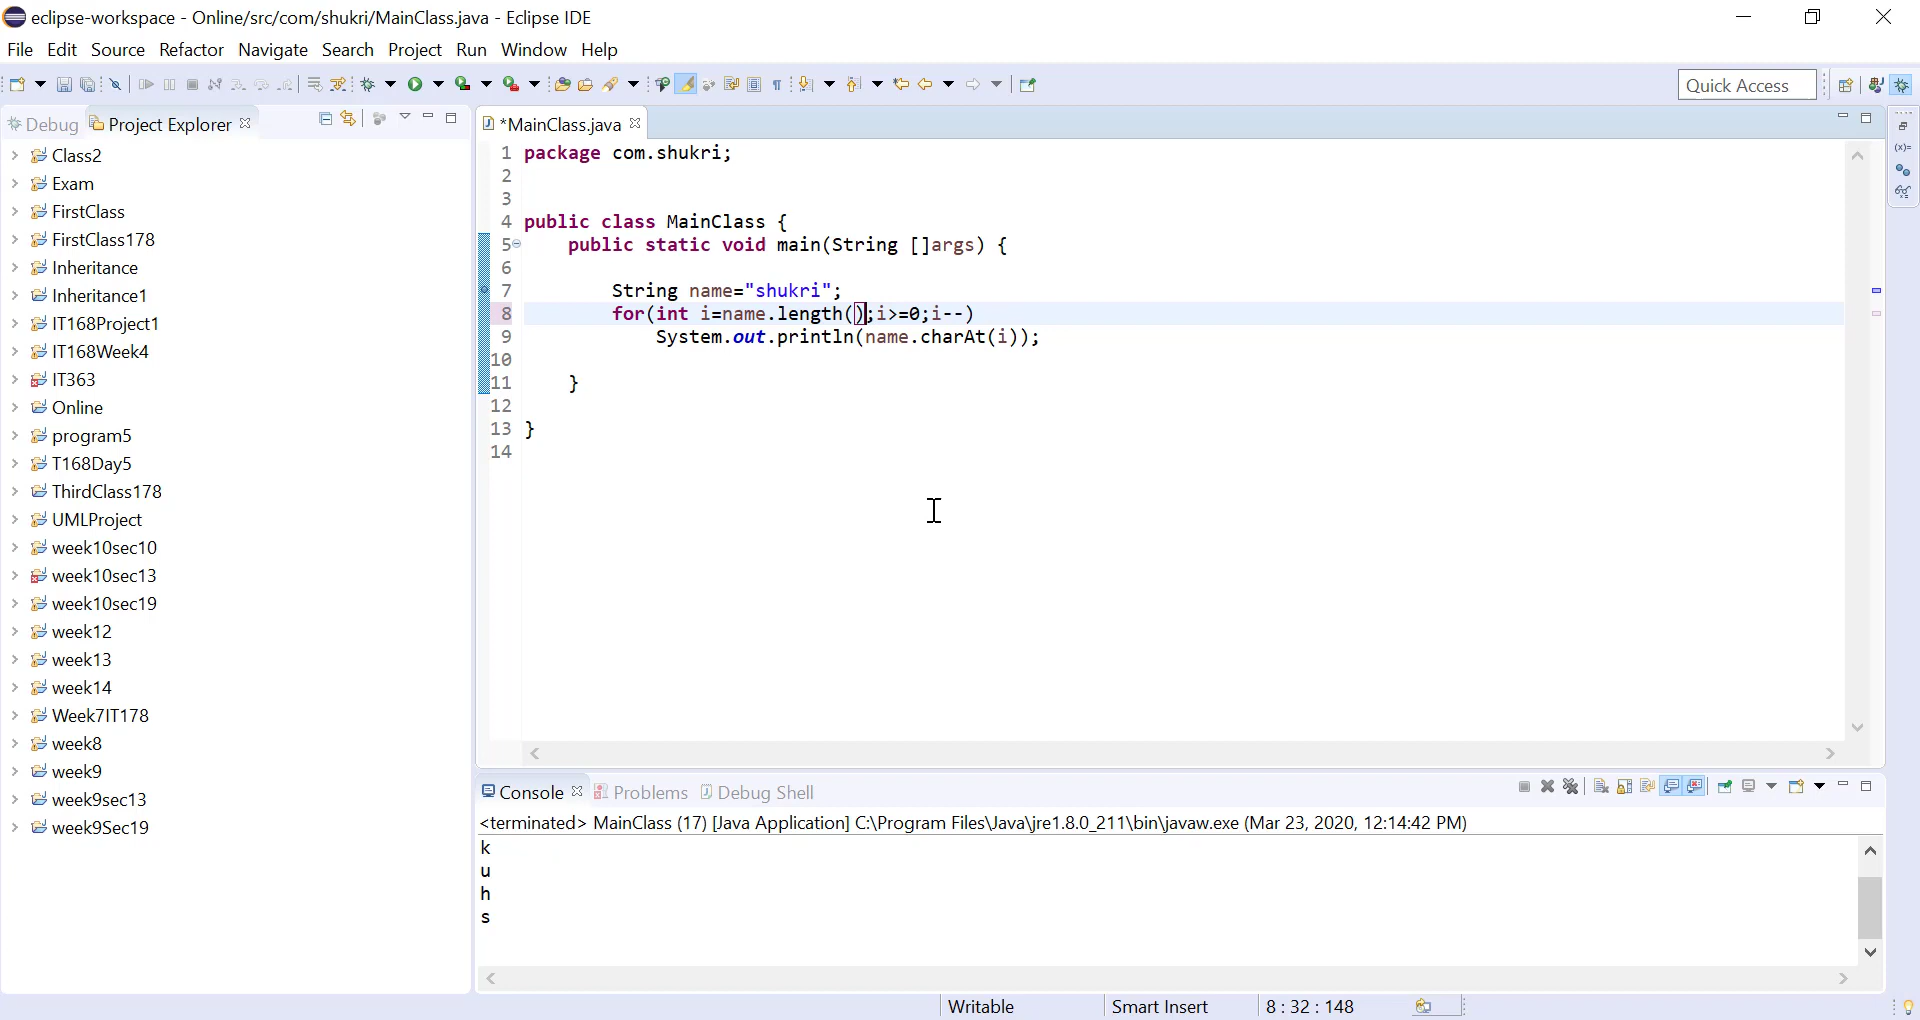 eclipse-workspace - Online/src/com/shukri/MainClass.java - Eclipse IDE
File Edit Source Refactor Navigate Search Project Run Window Help
Quick Access
Debug Project Explorer
*MainClass.java
Class2
Exam
FirstClass
FirstClass178
Inheritance
Inheritance1
IT168Project1
IT168Week4
IT363
Online
program5
T168Day5
ThirdClass178
UMLProject
week10sec10
week10sec13
week10sec19
week12
week13
week14
Week7IT178
week8
week9
week9sec13
week9Sec19
1 package com.shukri;
2
3
4 public class MainClass {
5 public static void main(String []args) {
6
7 String name="shukri";
8 for(int i=name.length();i>=0;i--)
9 System.out.println(name.charAt(i));
10
11 }
12
13 }
14
Console Problems Debug Shell
<terminated> MainClass (17) [Java Application] C:\Program Files\Java\jre1.8.0_211\bin\javaw.exe (Mar 23, 2020, 12:14:42 PM)
k
u
h
s
Writable Smart Insert 8 : 32 : 148